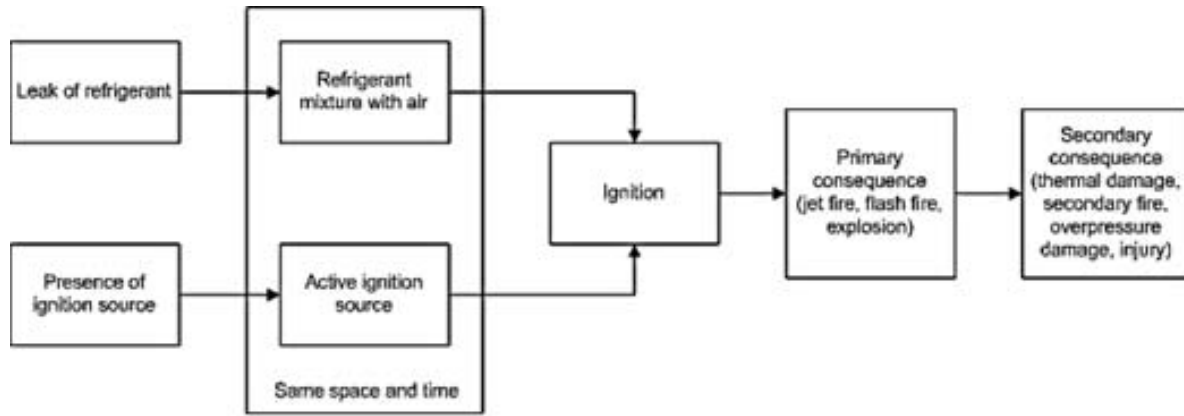 Leak of refrigerant
Refrigerant
mixture with air
Presence of
ignition source
Active ignition
source
Same space and time
Ignition
Primary
consequence
(jet fire, flash fire,
explosion)
Secondary
consequence
(thermal damage,
secondary fire,
overpressure
damage, injury)